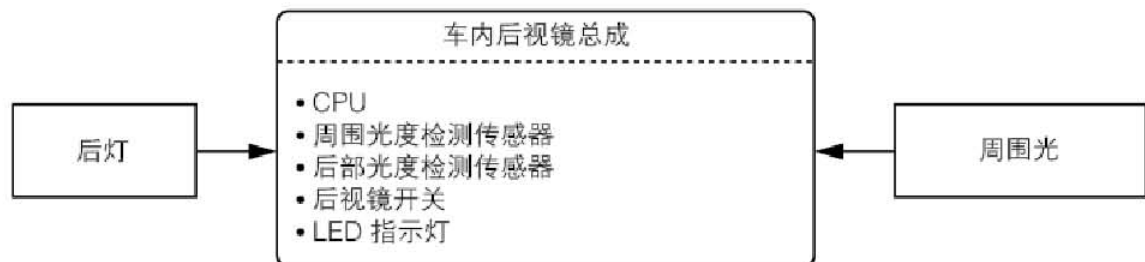 车内后视镜总成
• CPU
• 周围光度检测传感器
• 后部光度检测传感器
• 后视镜开关
• LED 指示灯
后灯
周围光